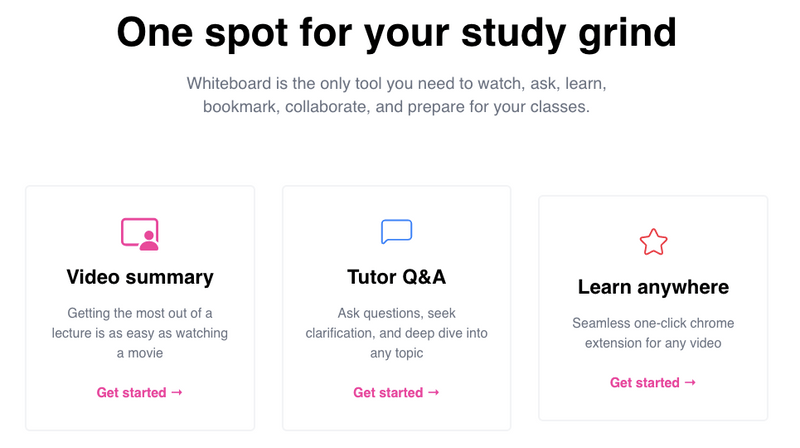 One spot for your study grind
Whiteboard is the only tool you need to watch, ask, learn,
bookmark, collaborate, and prepare for your classes.
Video summary
Getting the most out of a
lecture is as easy as watching
a movie
Get started →
Tutor Q&A
Ask questions, seek
clarification, and deep dive into
any topic
Get started →
Learn anywhere
Seamless one-click chrome
extension for any video
Get started →